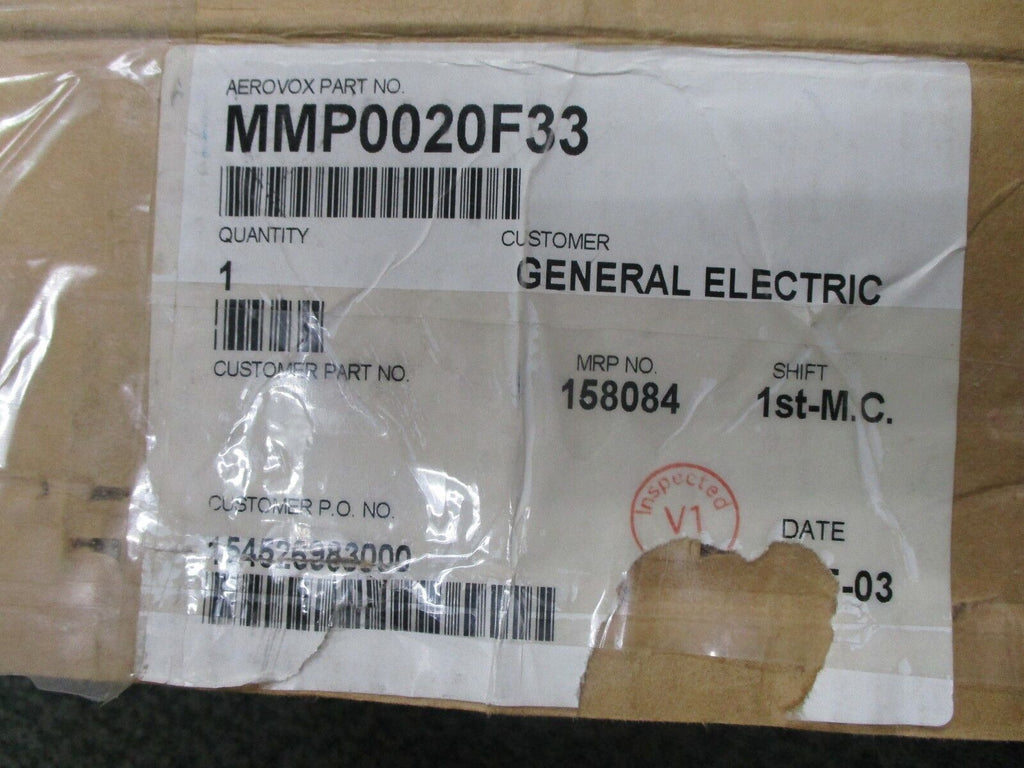 AEROVOX PART NO.
MMP0020F33
QUANTITY
CUSTOMER
1
GENERAL ELECTRIC
CUSTOMER PART NO.
MRP NO.
SHIFT
158084
1st-M.C.
Inspected
V1
CUSTOMER P.O. NO.
DATE
154526983000
-03